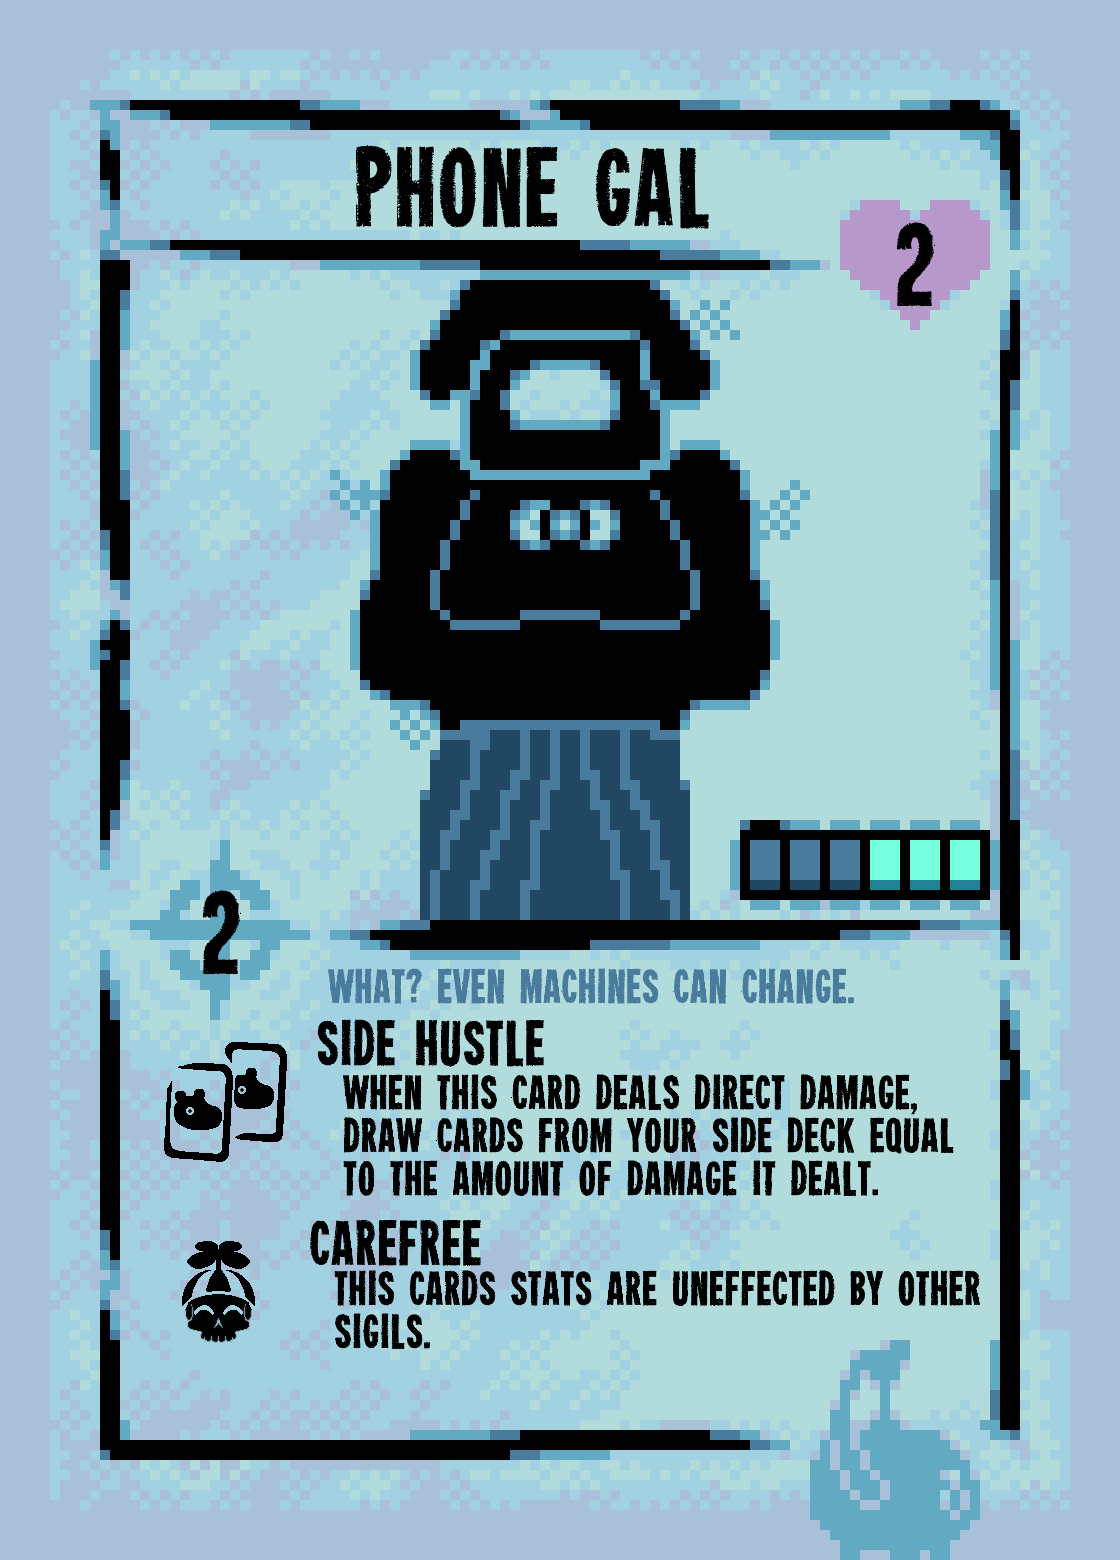 PHONE GAL
2
2
WHAT? EVEN MACHINES CAN CHANGE.
SIDE HUSTLE
WHEN THIS CARD DEALS DIRECT DAMAGE,
DRAW CARDS FROM YOUR SIDE DECK EQUAL
TO THE AMOUNT OF DAMAGE IT DEALT.
CAREFREE
THIS CARDS STATS ARE UNEFFECTED BY OTHER
SIGILS.